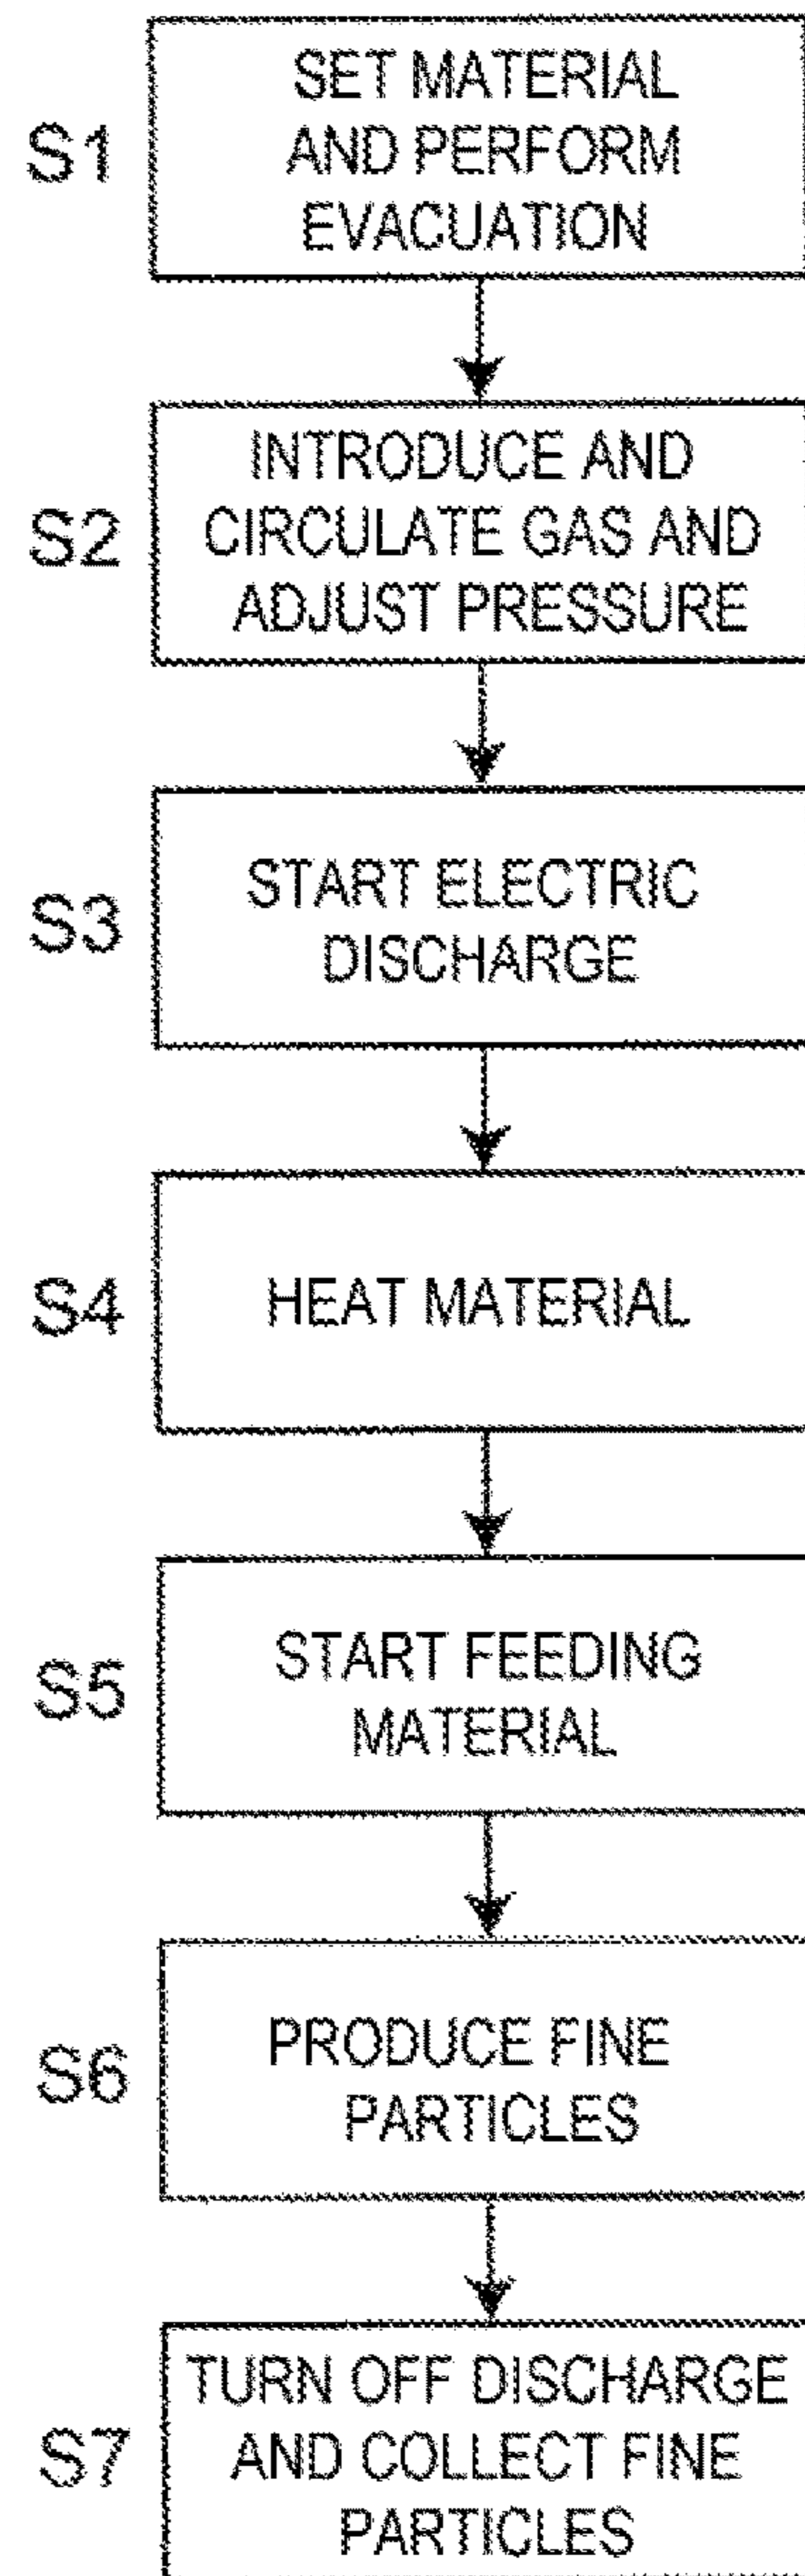 S1
SET MATERIAL
AND PERFORM
EVACUATION
S2
INTRODUCE AND
CIRCULATE GAS AND
ADJUST PRESSURE
S3
START ELECTRIC
DISCHARGE
S4
HEAT MATERIAL
S5
START FEEDING
MATERIAL
S6
PRODUCE FINE
PARTICLES
S7
TURN OFF DISCHARGE
AND COLLECT FINE
PARTICLES